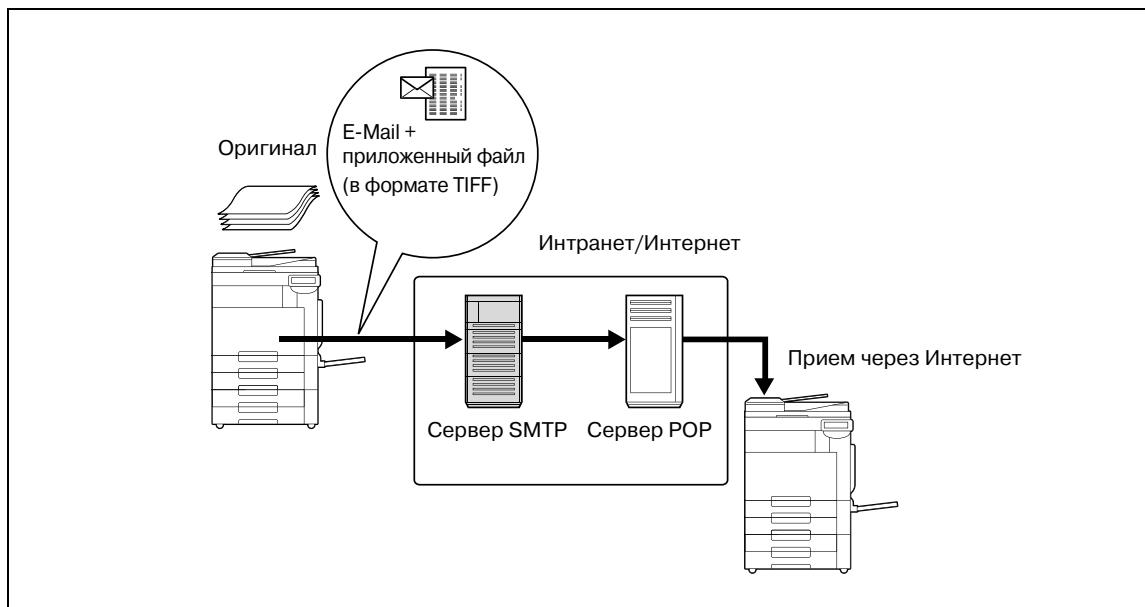 Оригинал
E-Mail +
приложенный файл
(в формате TIFF)
Интранет/Интернет
Прием через Интернет
Сервер SMTP
Сервер POP